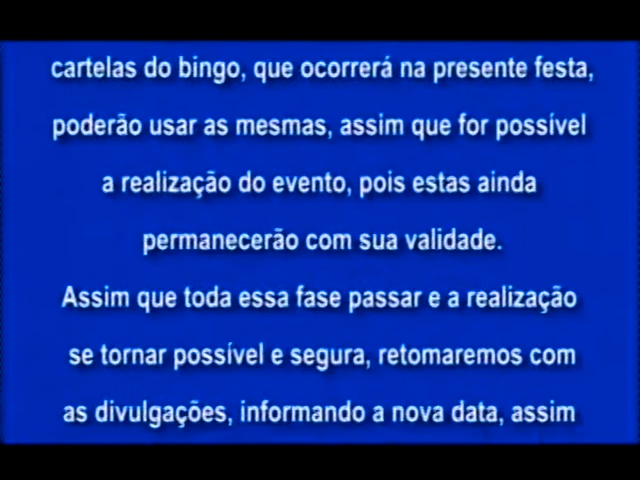 cartelas do bingo, que ocorrerá na presente festa,
poderão usar as mesmas, assim que for possível
a realização do evento, pois estas ainda
permanecerão com sua validade.
Assim que toda essa fase passar e a realização
se tornar possível e segura, retomaremos com
as divulgações, informando a nova data, assim